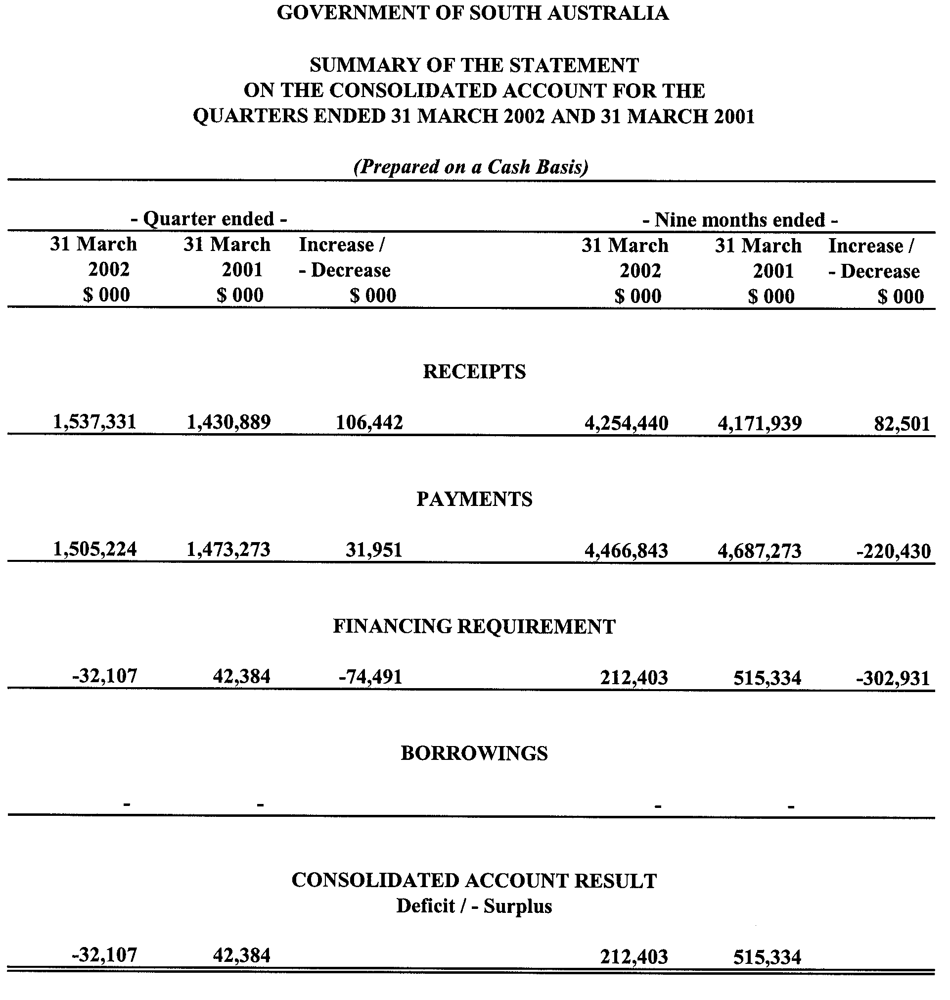 GOVERNMENT OF SOUTH AUSTRALIA
SUMMARY OF THE STATEMENT
ON THE CONSOLIDATED ACCOUNT FOR THE
QUARTERS ENDED 31 MARCH 2002 AND 31 MARCH 2001
(Prepared on a Cash Basis)
- Quarter ended - - Nine months ended -
31 March 31 March Increase / 31 March 31 March Increase /
2002 2001 - Decrease 2002 2001 - Decrease
$ 000 $ 000 $ 000 $ 000 $ 000 $ 000
RECEIPTS
1,537,331 1,430,889 106,442 4,254,440 4,171,939 82,501
PAYMENTS
1,505,224 1,473,273 31,951 4,466,843 4,687,273 -220,430
FINANCING REQUIREMENT
-32,107 42,384 -74,491 212,403 515,334 -302,931
BORROWINGS
- - - -
CONSOLIDATED ACCOUNT RESULT
Deficit / - Surplus
-32,107 42,384 212,403 515,334